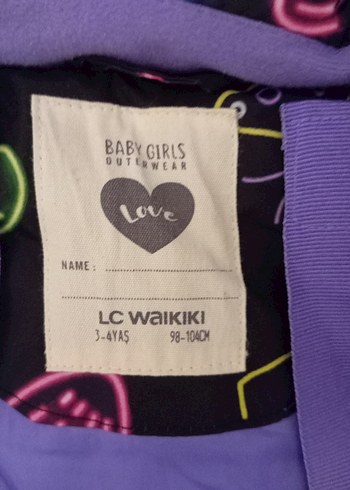 BABY GIRLS
OUTERWEAR
Love
NAME:
LC WAIKIKI
3-4YAŞ 98-104CM